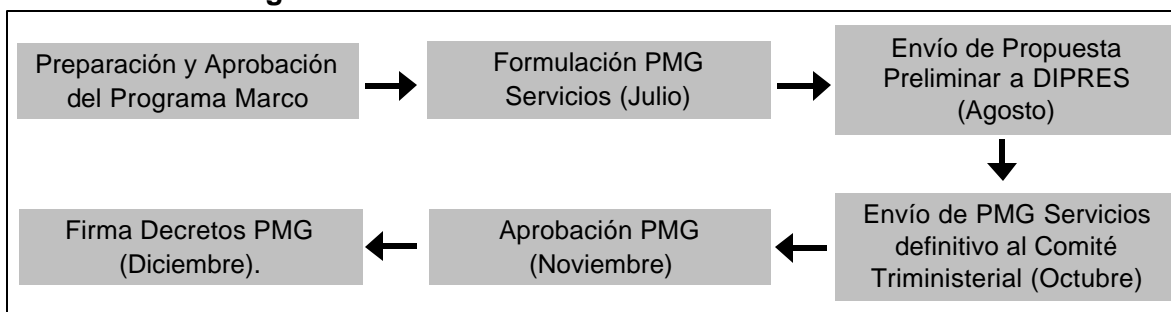 Preparación y Aprobación
del Programa Marco
Formulación PMG
Servicios (Julio)
Envío de Propuesta
Preliminar a DIPRES
(Agosto)
Envío de PMG Servicios
definitivo al Comité
Triministerial (Octubre)
Aprobación PMG
(Noviembre)
Firma Decretos PMG
(Diciembre).